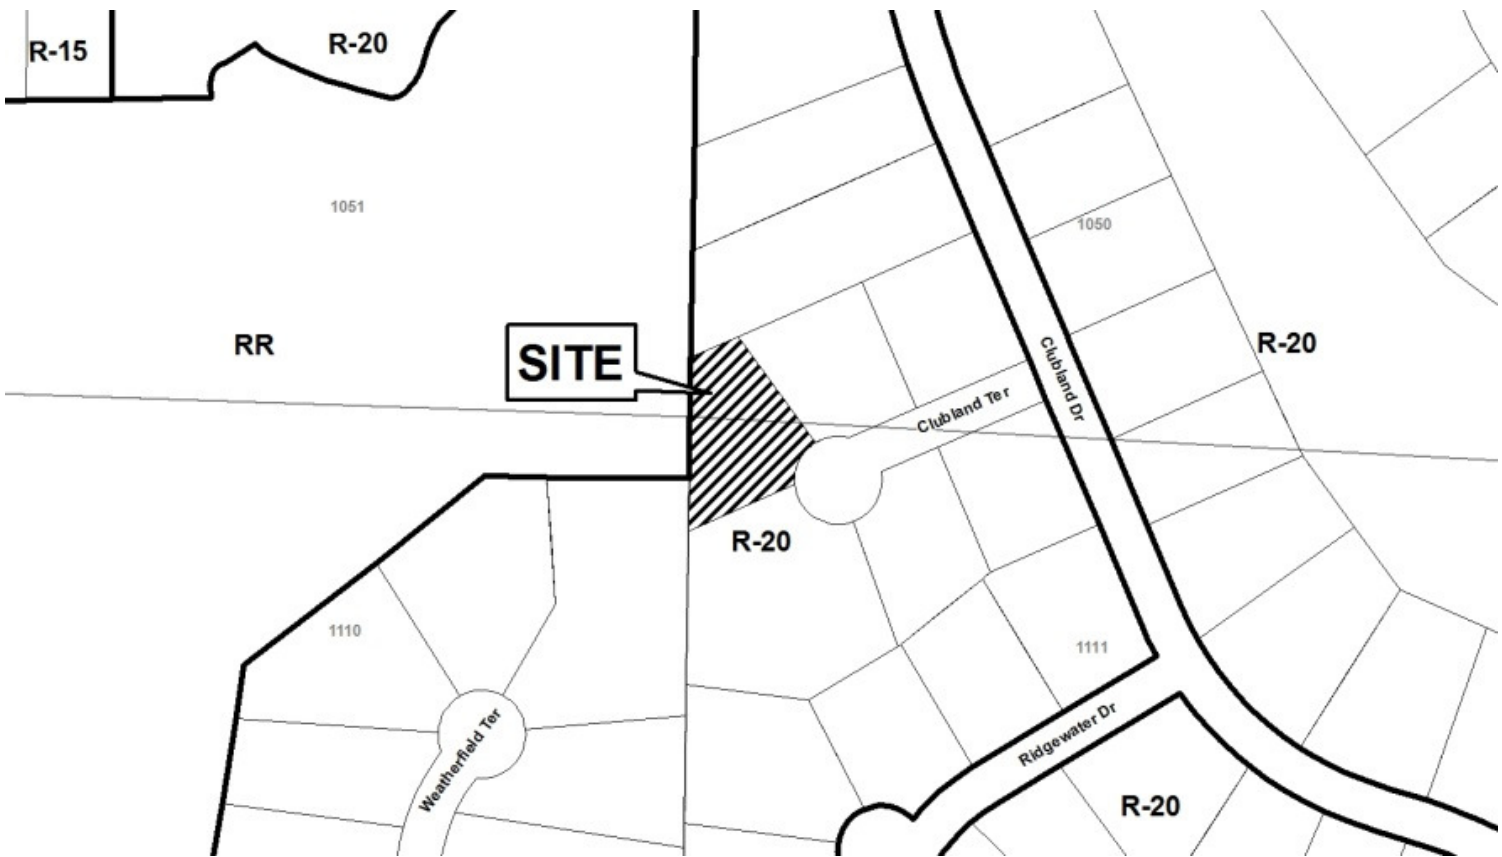 R-15
R-20
1051
1050
RR
SITE
R-20
Clubland Dr
Clubland Ter
R-20
1110
1111
Weatherfield Ter
Ridgewater Dr
R-20